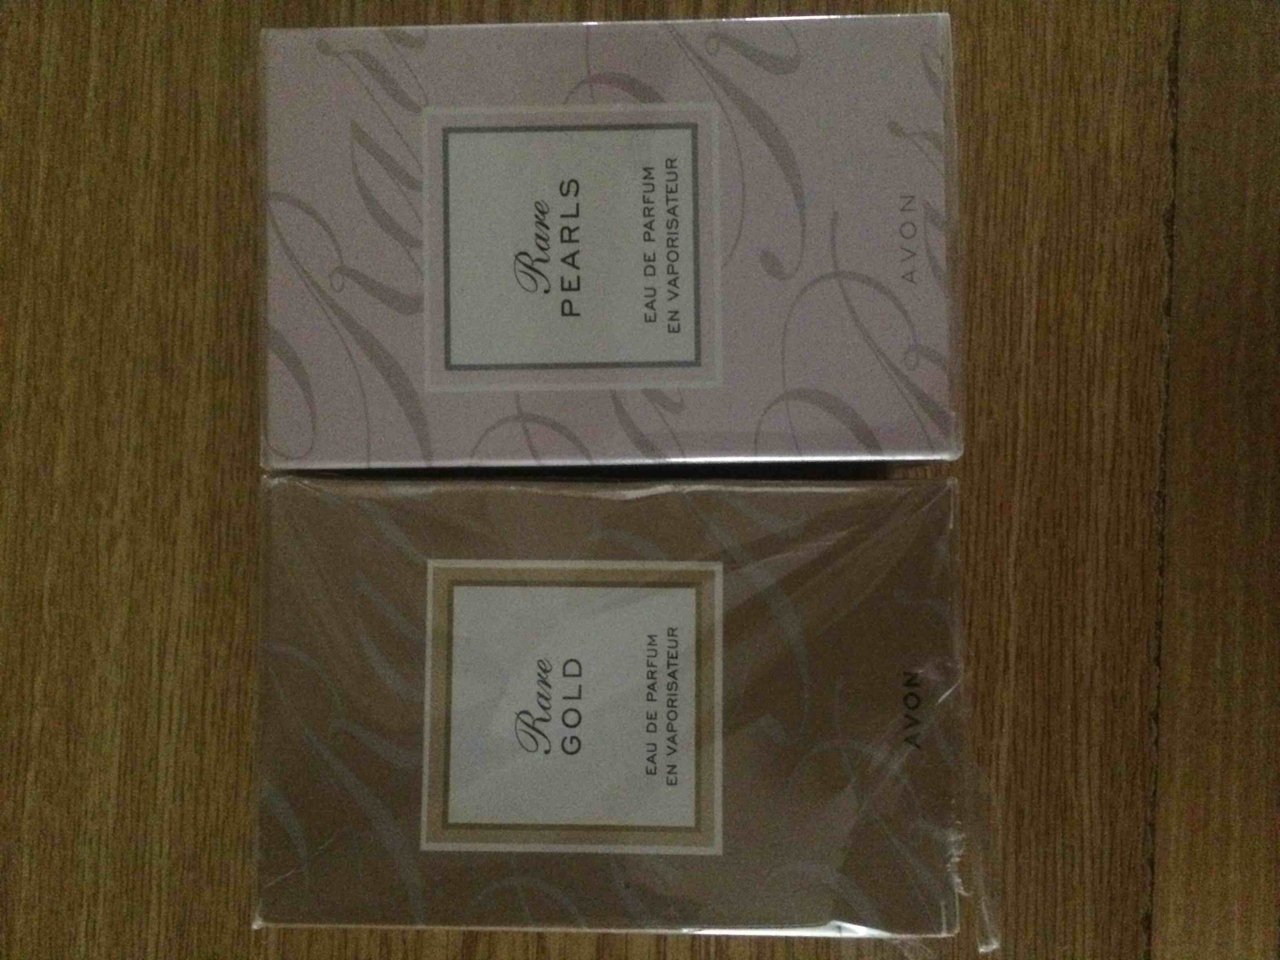 Rare
PEARLS
EAU DE PARFUM
EN VAPORISATEUR
AVON
Rare
GOLD
EAU DE PARFUM
EN VAPORISATEUR
AVON